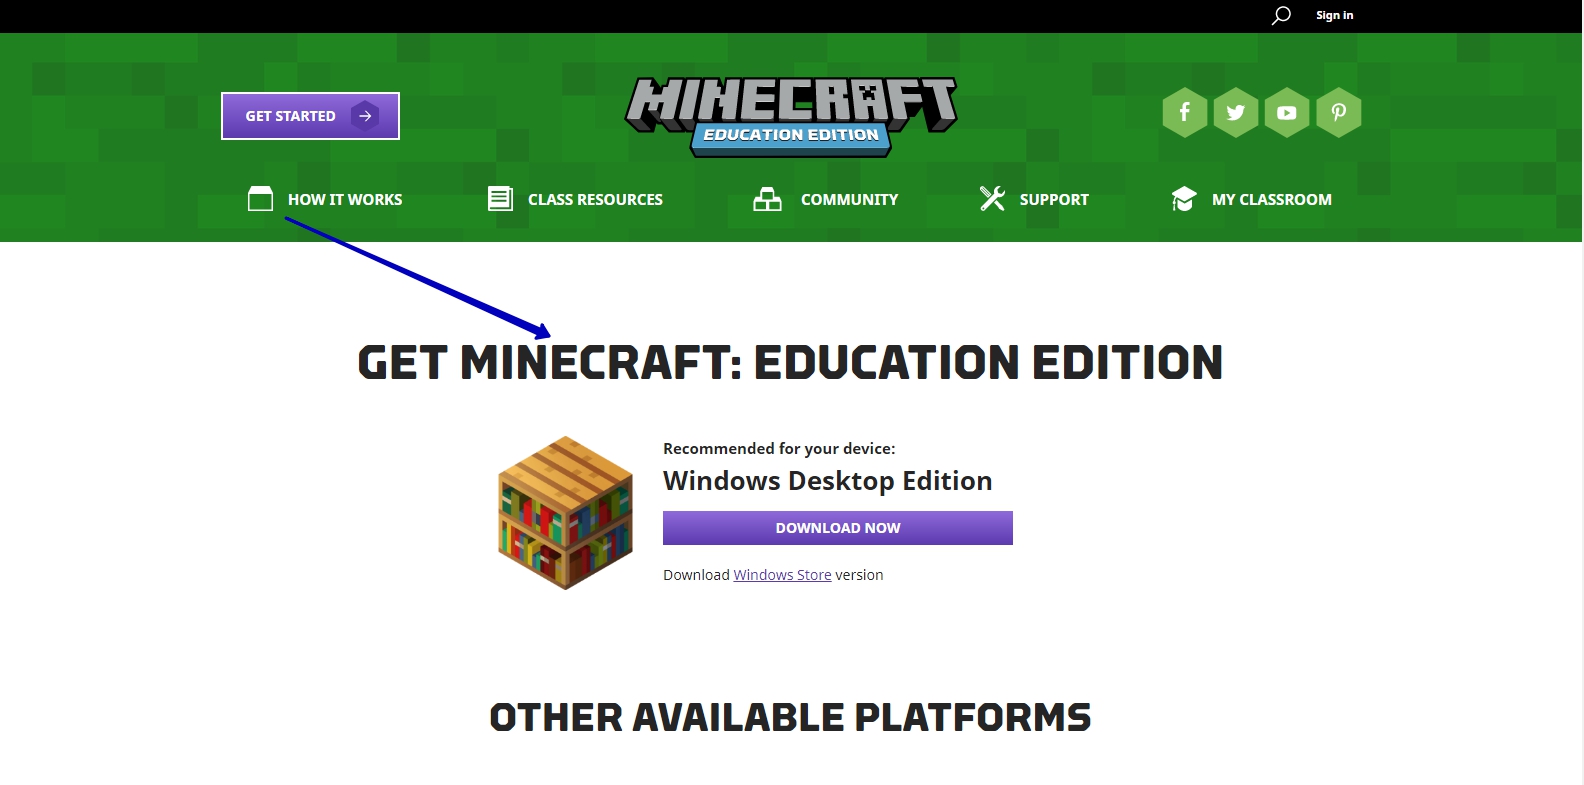 Sign in
GET STARTED
MINECRAFT
EDUCATION EDITION
HOW IT WORKS
CLASS RESOURCES
COMMUNITY
SUPPORT
MY CLASSROOM
GET MINECRAFT: EDUCATION EDITION
Recommended for your device:
Windows Desktop Edition
DOWNLOAD NOW
Download Windows Store version
OTHER AVAILABLE PLATFORMS